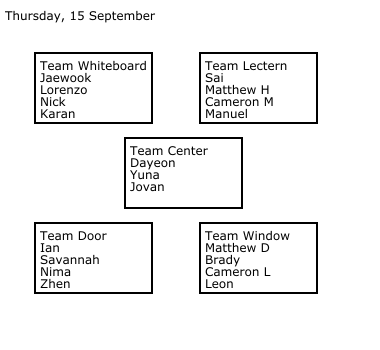 Thursday, 15 September
Team Whiteboard
Jaewook
Lorenzo
Nick
Karan
Team Lectern
Sai
Matthew H
Cameron M
Manuel
Team Center
Dayeon
Yuna
Jovan
Team Door
Ian
Savannah
Nima
Zhen
Team Window
Matthew D
Brady
Cameron L
Leon